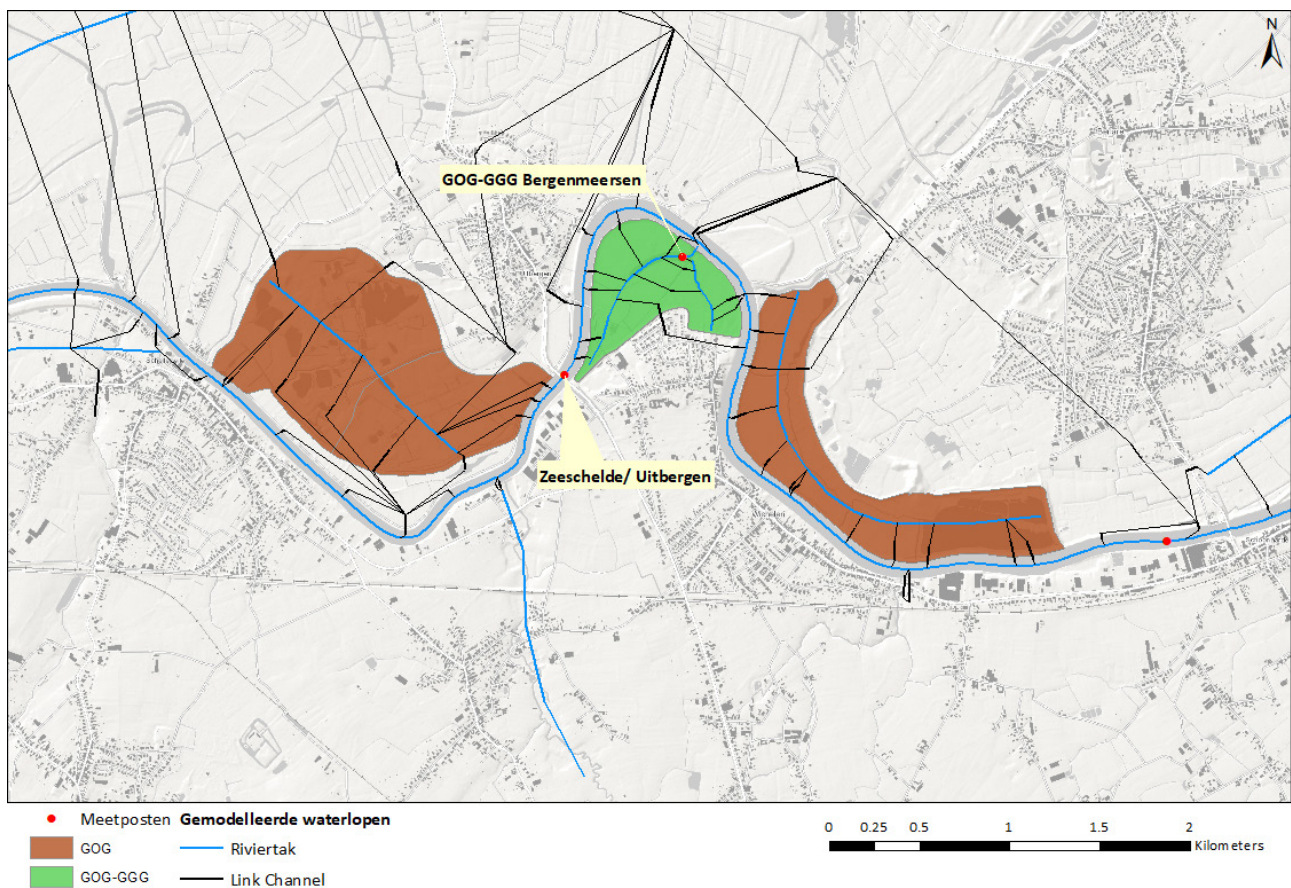 N
GOG-GGG Bergenmeersen
Uitbergen
Zeeschelde/ Uitbergen
Meetposten
Gemodelleerde waterlopen
GOG
Riviertak
GOG-GGG
Link Channel
0 0.25 0.5 1 1.5 2
Kilometers